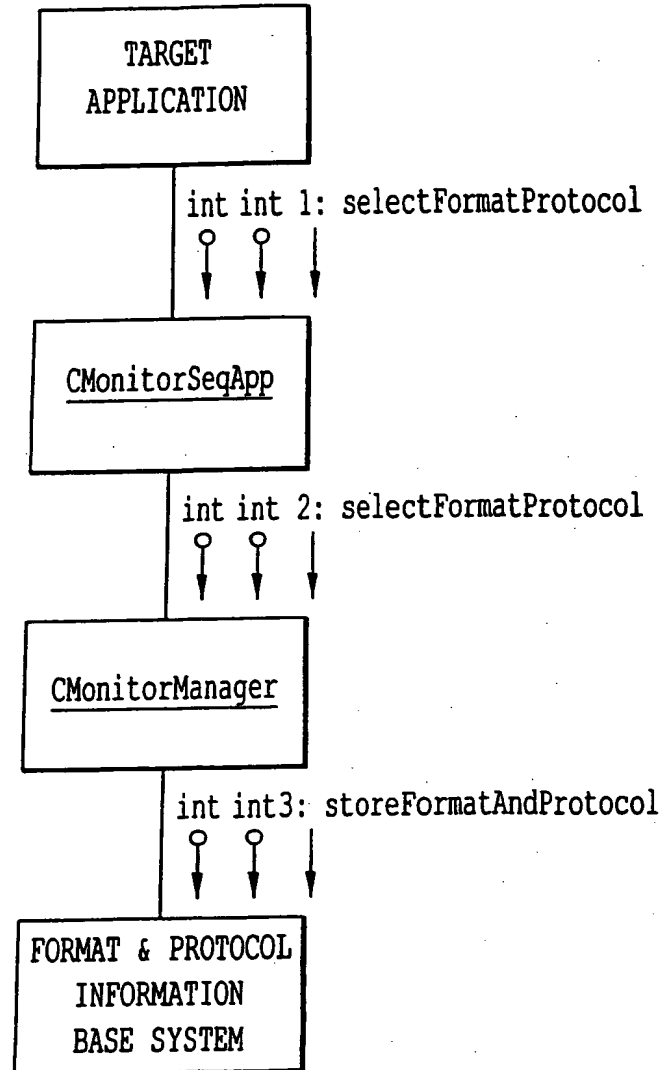 TARGET
APPLICATION
int int 1: selectFormatProtocol
CMonitorSeqApp
int int 2: selectFormatProtocol
CMonitorManager
int int3: storeFormatAndProtocol
FORMAT & PROTOCOL
INFORMATION
BASE SYSTEM